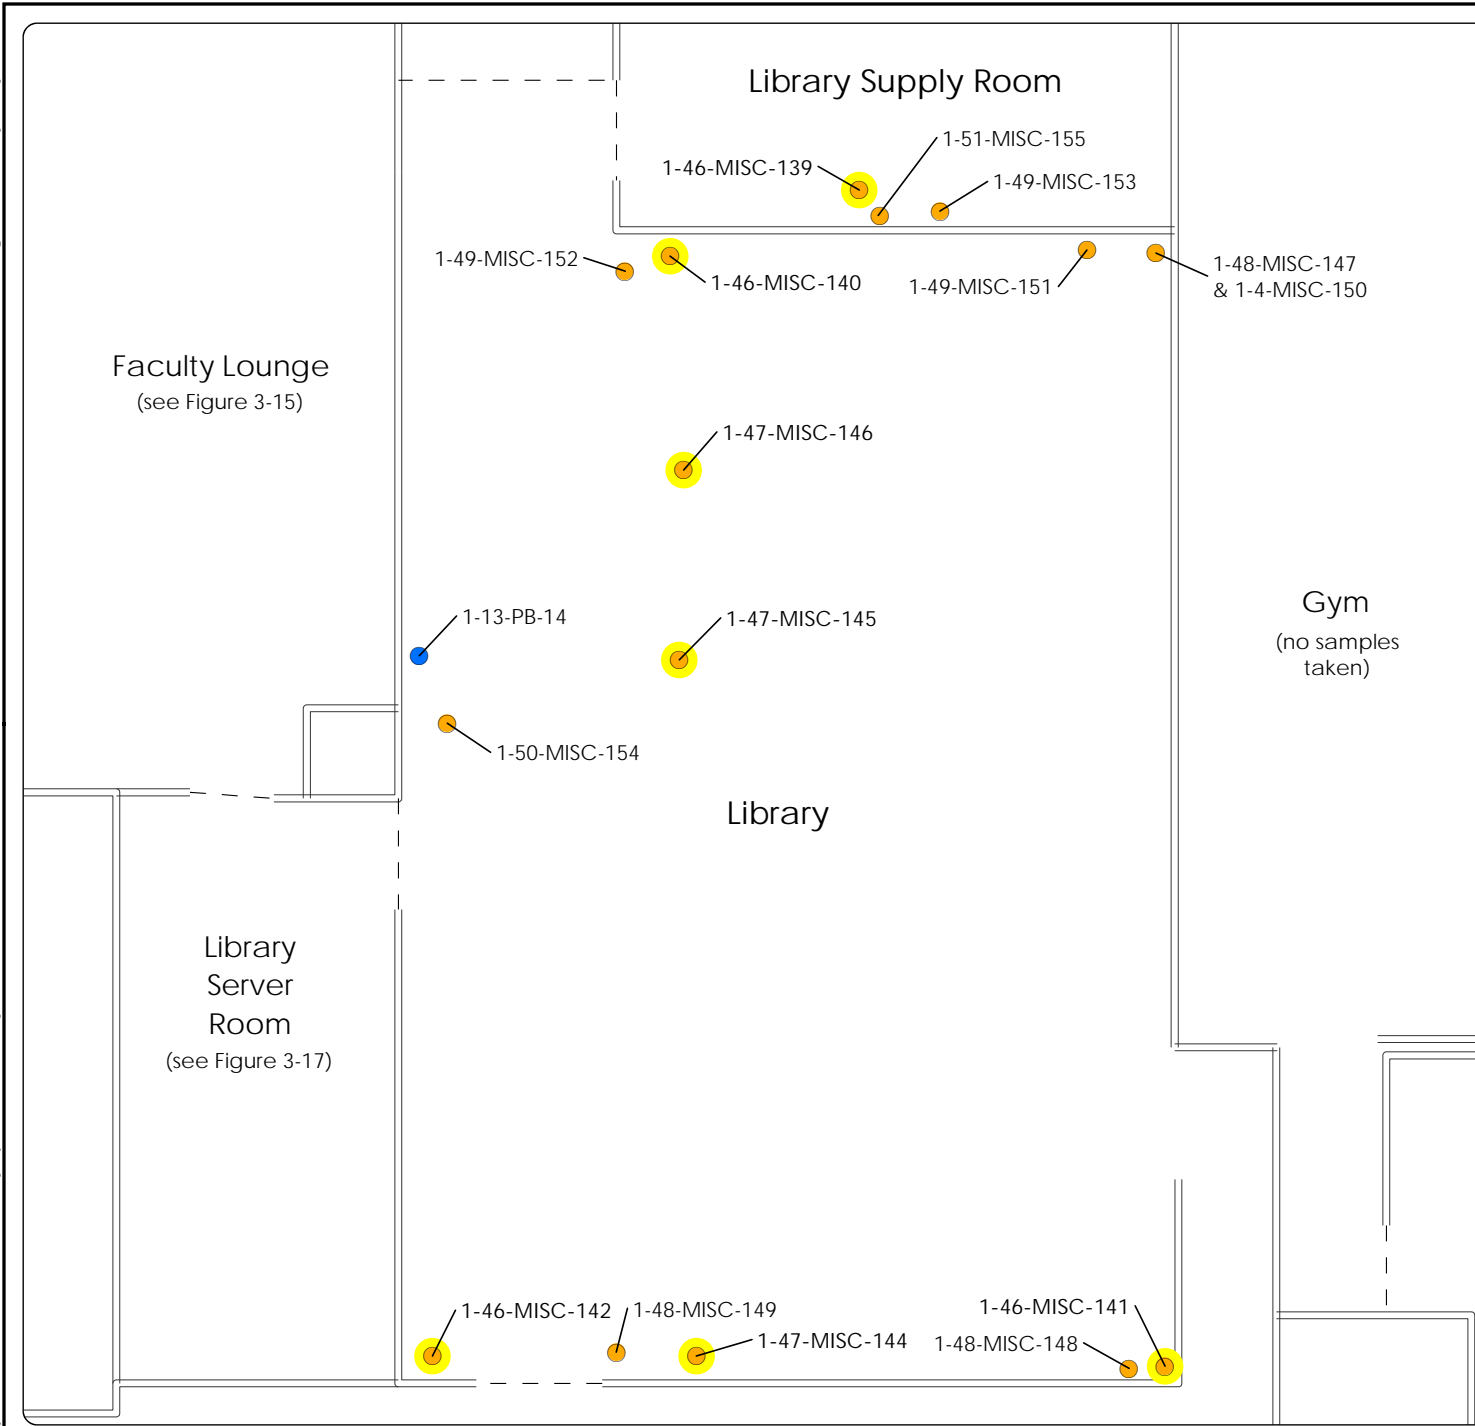 Library Supply Room
1-51-MISC-155
1-46-MISC-139
1-49-MISC-153
1-49-MISC-152
1-46-MISC-140
1-49-MISC-151
1-48-MISC-147
& 1-4-MISC-150
Faculty Lounge
(see Figure 3-15)
1-47-MISC-146
1-13-PB-14
1-47-MISC-145
Gym
(no samples
taken)
1-50-MISC-154
Library
Library
Server
Room
(see Figure 3-17)
1-46-MISC-142
1-48-MISC-149
1-46-MISC-141
1-47-MISC-144
1-48-MISC-148